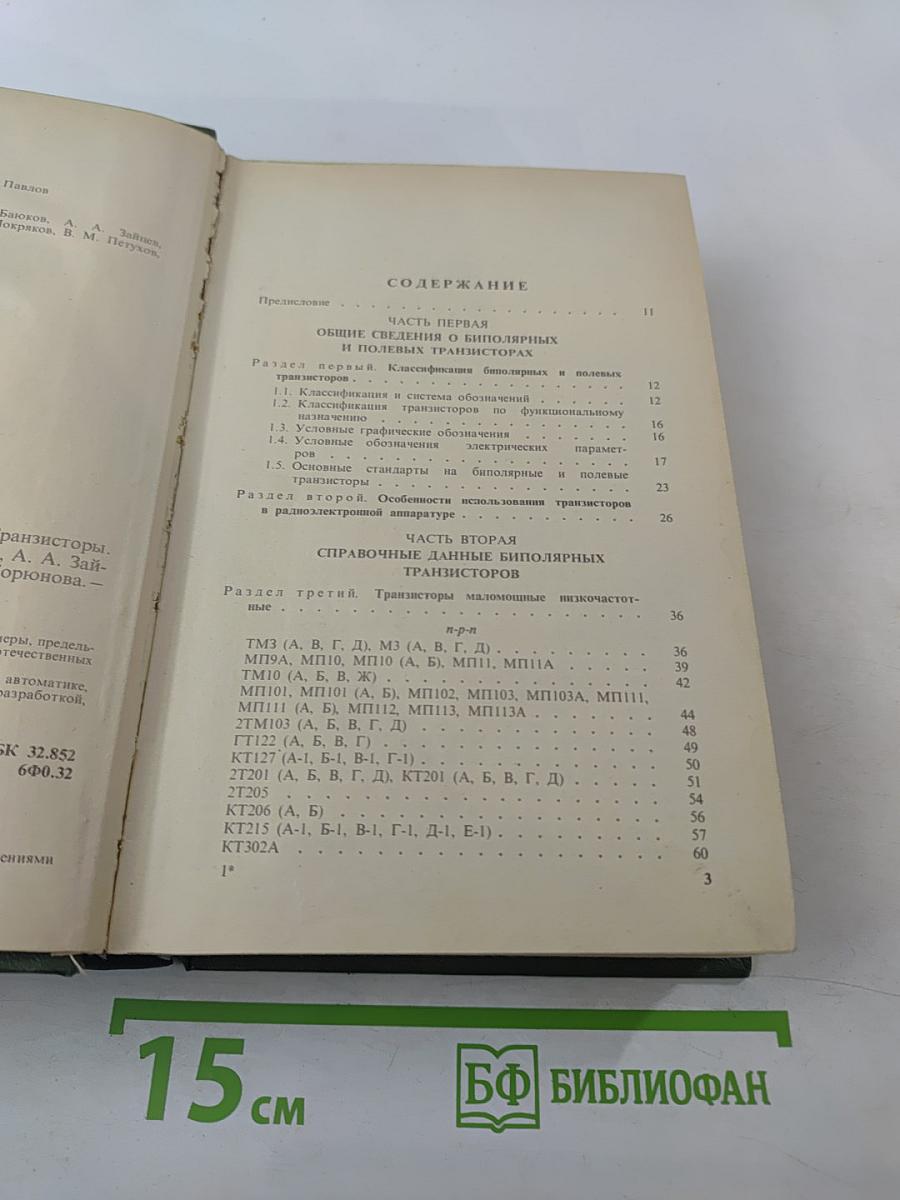 Павлов
Баюков, А. А. Зайцев,
Мокряков, В. М. Петухов,
ранзисторы.
, А. А. Зай-
орюнова. —
еры, предель-
отечественных
автоматике,
разработкой,
БК 32.852
6Ф0.32
ениями
СОДЕРЖАНИЕ
Предисловие . . . . . . . . . . . . . . . . 11
ЧАСТЬ ПЕРВАЯ
ОБЩИЕ СВЕДЕНИЯ О БИПОЛЯРНЫХ
И ПОЛЕВЫХ ТРАНЗИСТОРАХ
Раздел первый. Классификация биполярных и полевых
транзисторов . . . . . . . . . . . . . . . . 12
1.1. Классификация и система обозначений . . . . . . 12
1.2. Классификация транзисторов по функциональному
назначению . . . . . . . . . . . . . . . 16
1.3. Условные графические обозначения . . . . . . . 16
1.4. Условные обозначения электрических парамет-
ров . . . . . . . . . . . . . . . . . . 17
1.5. Основные стандарты на биполярные и полевые
транзисторы . . . . . . . . . . . . . . . 23
Раздел второй. Особенности использования транзисторов
в радиоэлектронной аппаратуре . . . . . . . . . . . 26
ЧАСТЬ ВТОРАЯ
СПРАВОЧНЫЕ ДАННЫЕ БИПОЛЯРНЫХ
ТРАНЗИСТОРОВ
Раздел третий. Транзисторы маломощные низкочастот-
ные . . . . . . . . . . . . . . . . . . . 36
n-p-n
ТМ3 (А, В, Г, Д), М3 (А, В, Г, Д) . . . . . . . . . 36
МП9А, МП10, МП10 (А, Б), МП11, МП11А . . . . . 39
ТМ10 (А, Б, В, Ж) . . . . . . . . . . . . . . . 42
МП101, МП101 (А, Б), МП102, МП103, МП103А, МП111,
МП111 (А, Б), МП112, МП113, МП113А . . . . . . . 44
2ТМ103 (А, Б, В, Г, Д) . . . . . . . . . . . . . 48
ГТ122 (А, Б, В, Г) . . . . . . . . . . . . . . . 49
КТ127 (А-1, Б-1, В-1, Г-1) . . . . . . . . . . . . 50
2Т201 (А, Б, В, Г, Д), КТ201 (А, Б, В, Г, Д) . . . . . 51
2Т205 . . . . . . . . . . . . . . . . . . . 54
КТ206 (А, Б) . . . . . . . . . . . . . . . . . 56
КТ215 (А-1, Б-1, В-1, Г-1, Д-1, Е-1) . . . . . . . . . 57
КТ302А . . . . . . . . . . . . . . . . . . 60
1*
3
15 см
БФ БИБЛИОФАН